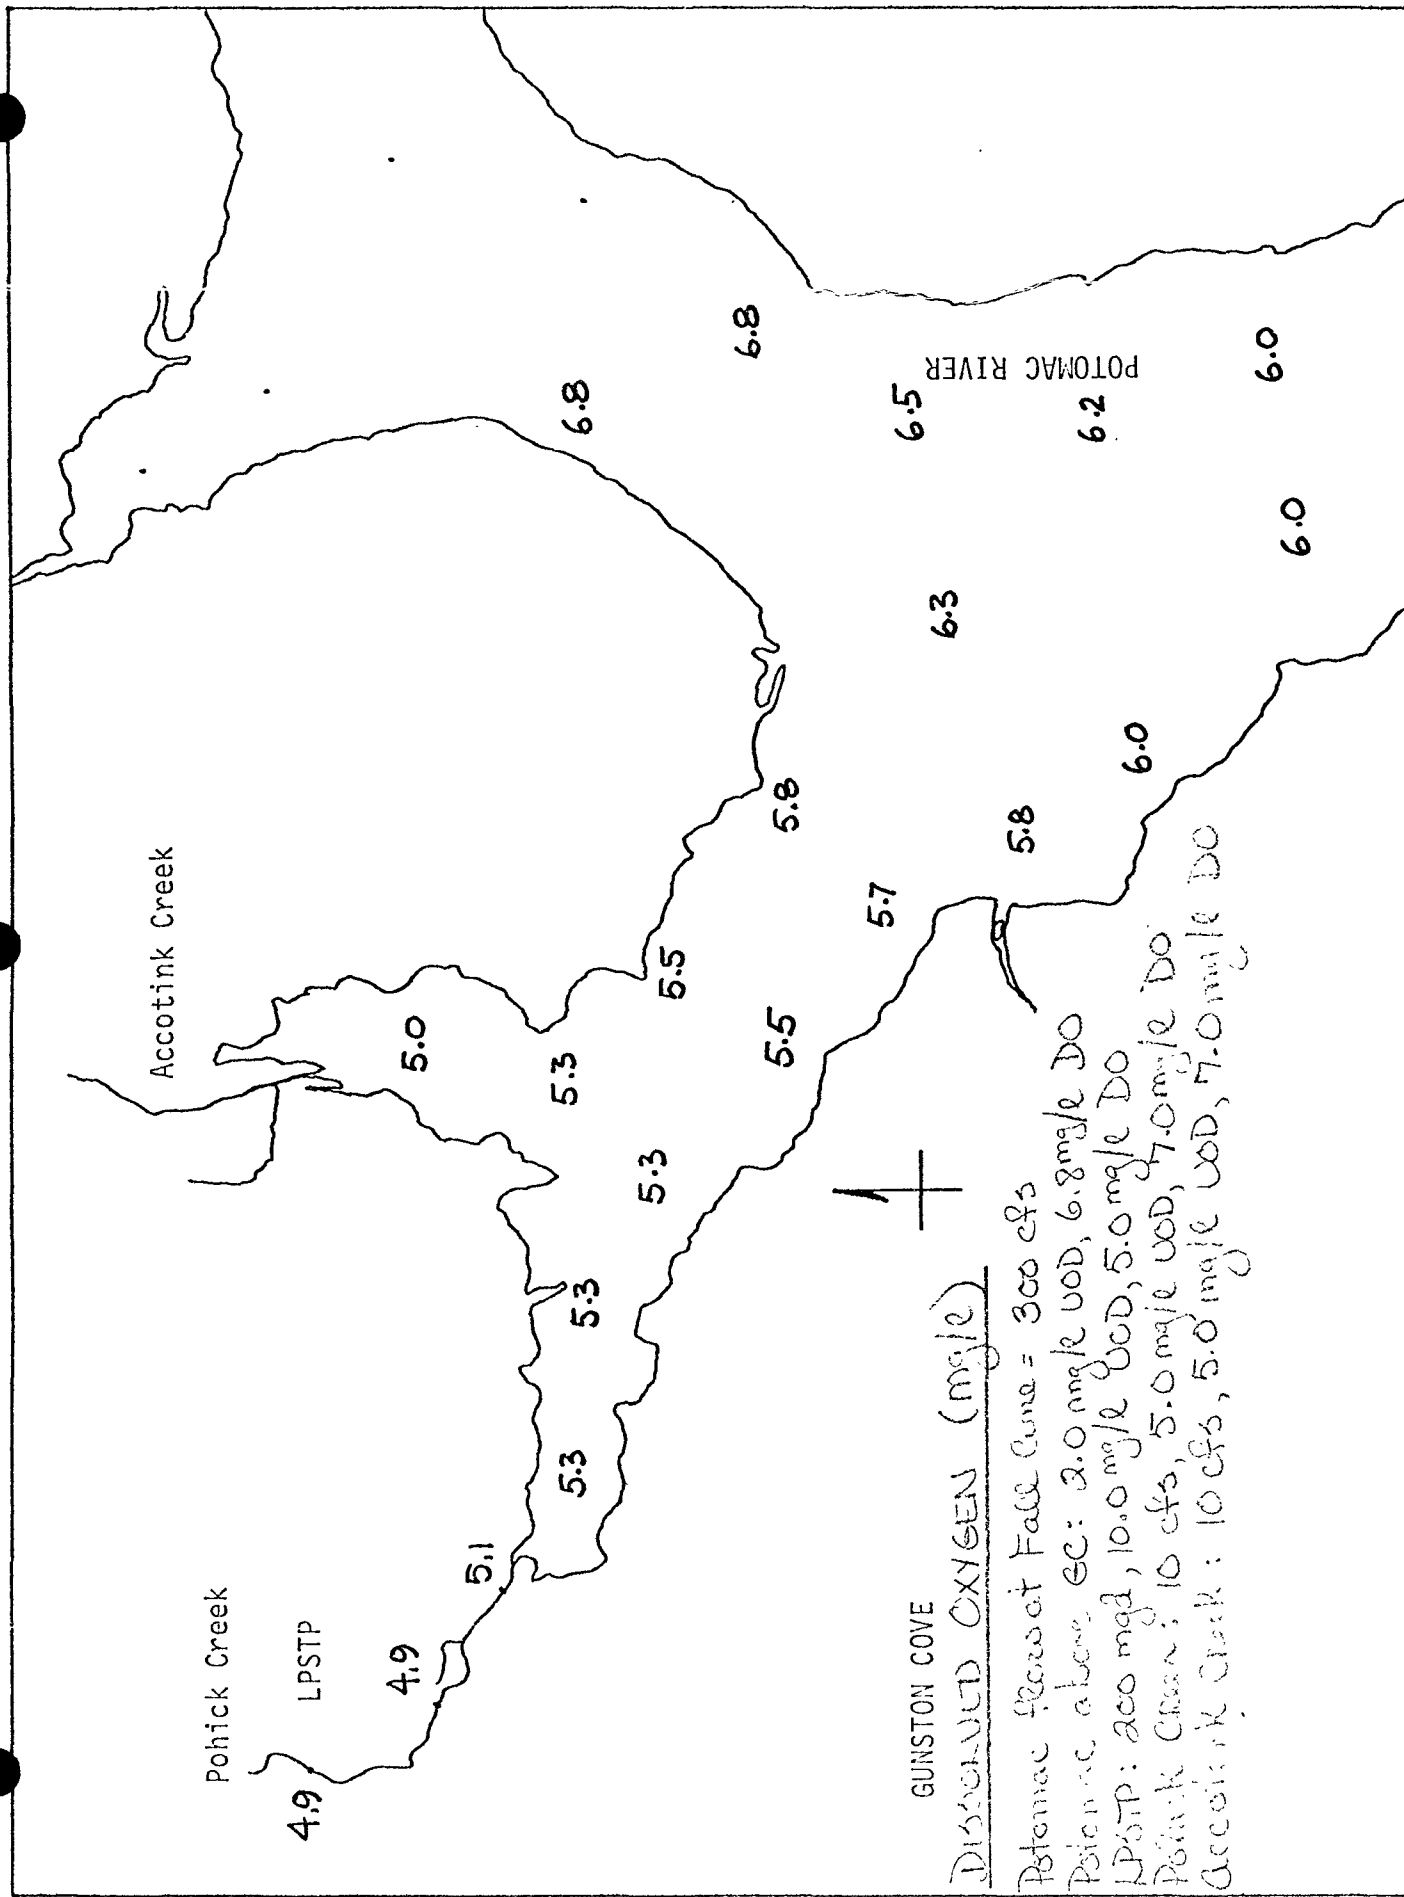 Pohick Creek
LPSTP
Accotink Creek
4.9
4.9
5.1
5.3
5.3
5.3
5.3
5.0
5.5
5.5
5.7
5.8
5.8
6.0
6.3
6.8
6.8
6.5
6.2
6.0
6.0
POTOMAC RIVER
GUNSTON COVE
DISSOLVED OXYGEN (mg/l)
Potomac flow at Fall Line = 300 cfs
Potomac above GC: 2.0 mg/l UOD, 6.8 mg/l DO
LPSTP: 200 mgd, 10.0 mg/l UOD, 5.0 mg/l DO
Pohick Creek: 10 cfs, 5.0 mg/l UOD, 7.0 mg/l DO
Accotink Creek: 10 cfs, 5.0 mg/l UOD, 7.0 mg/l DO